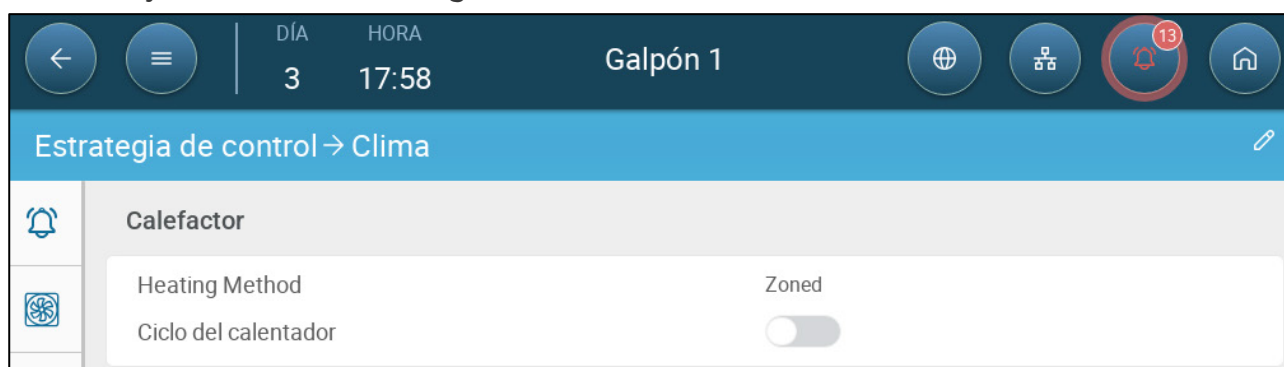 DÍA HORA
3 17:58 Galpón 1 13
Estrategia de control → Clima
Calefactor
Heating Method Zoned
Ciclo del calentador